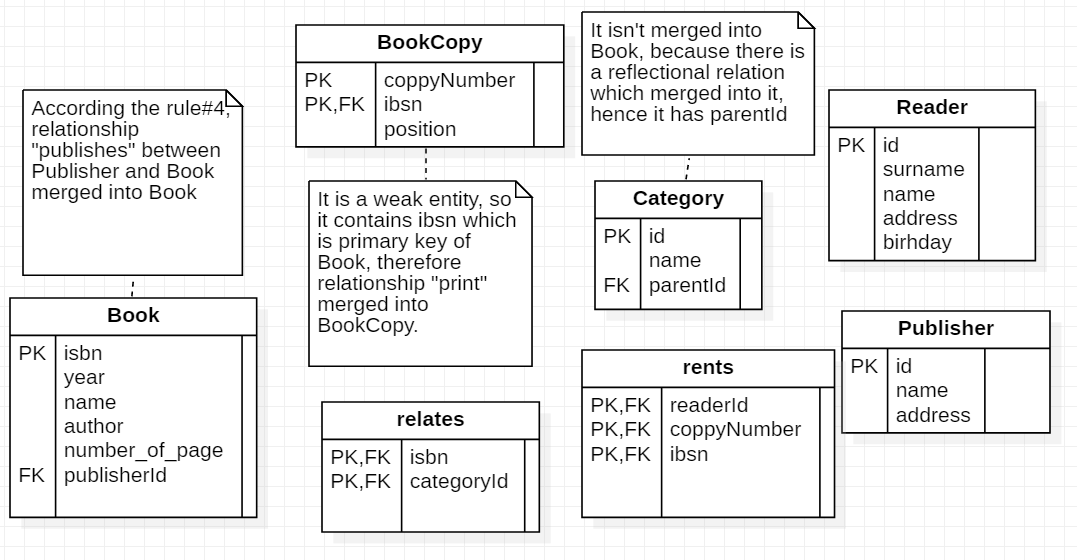 According the rule#4,
relationship
"publishes" between
Publisher and Book
merged into Book
Book
PK isbn
year
name
author
number_of_page
FK publisherId
BookCopy
PK coppyNumber
PK,FK ibsn
position
It is a weak entity, so
it contains ibsn which
is primary key of
Book, therefore
relationship "print"
merged into
BookCopy.
relates
PK,FK isbn
PK,FK categoryId
It isn't merged into
Book, because there is
a reflectional relation
which merged into it,
hence it has parentId
Category
PK id
name
FK parentId
rents
PK,FK readerId
PK,FK coppyNumber
PK,FK ibsn
Reader
PK id
surname
name
address
birhday
Publisher
PK id
name
address